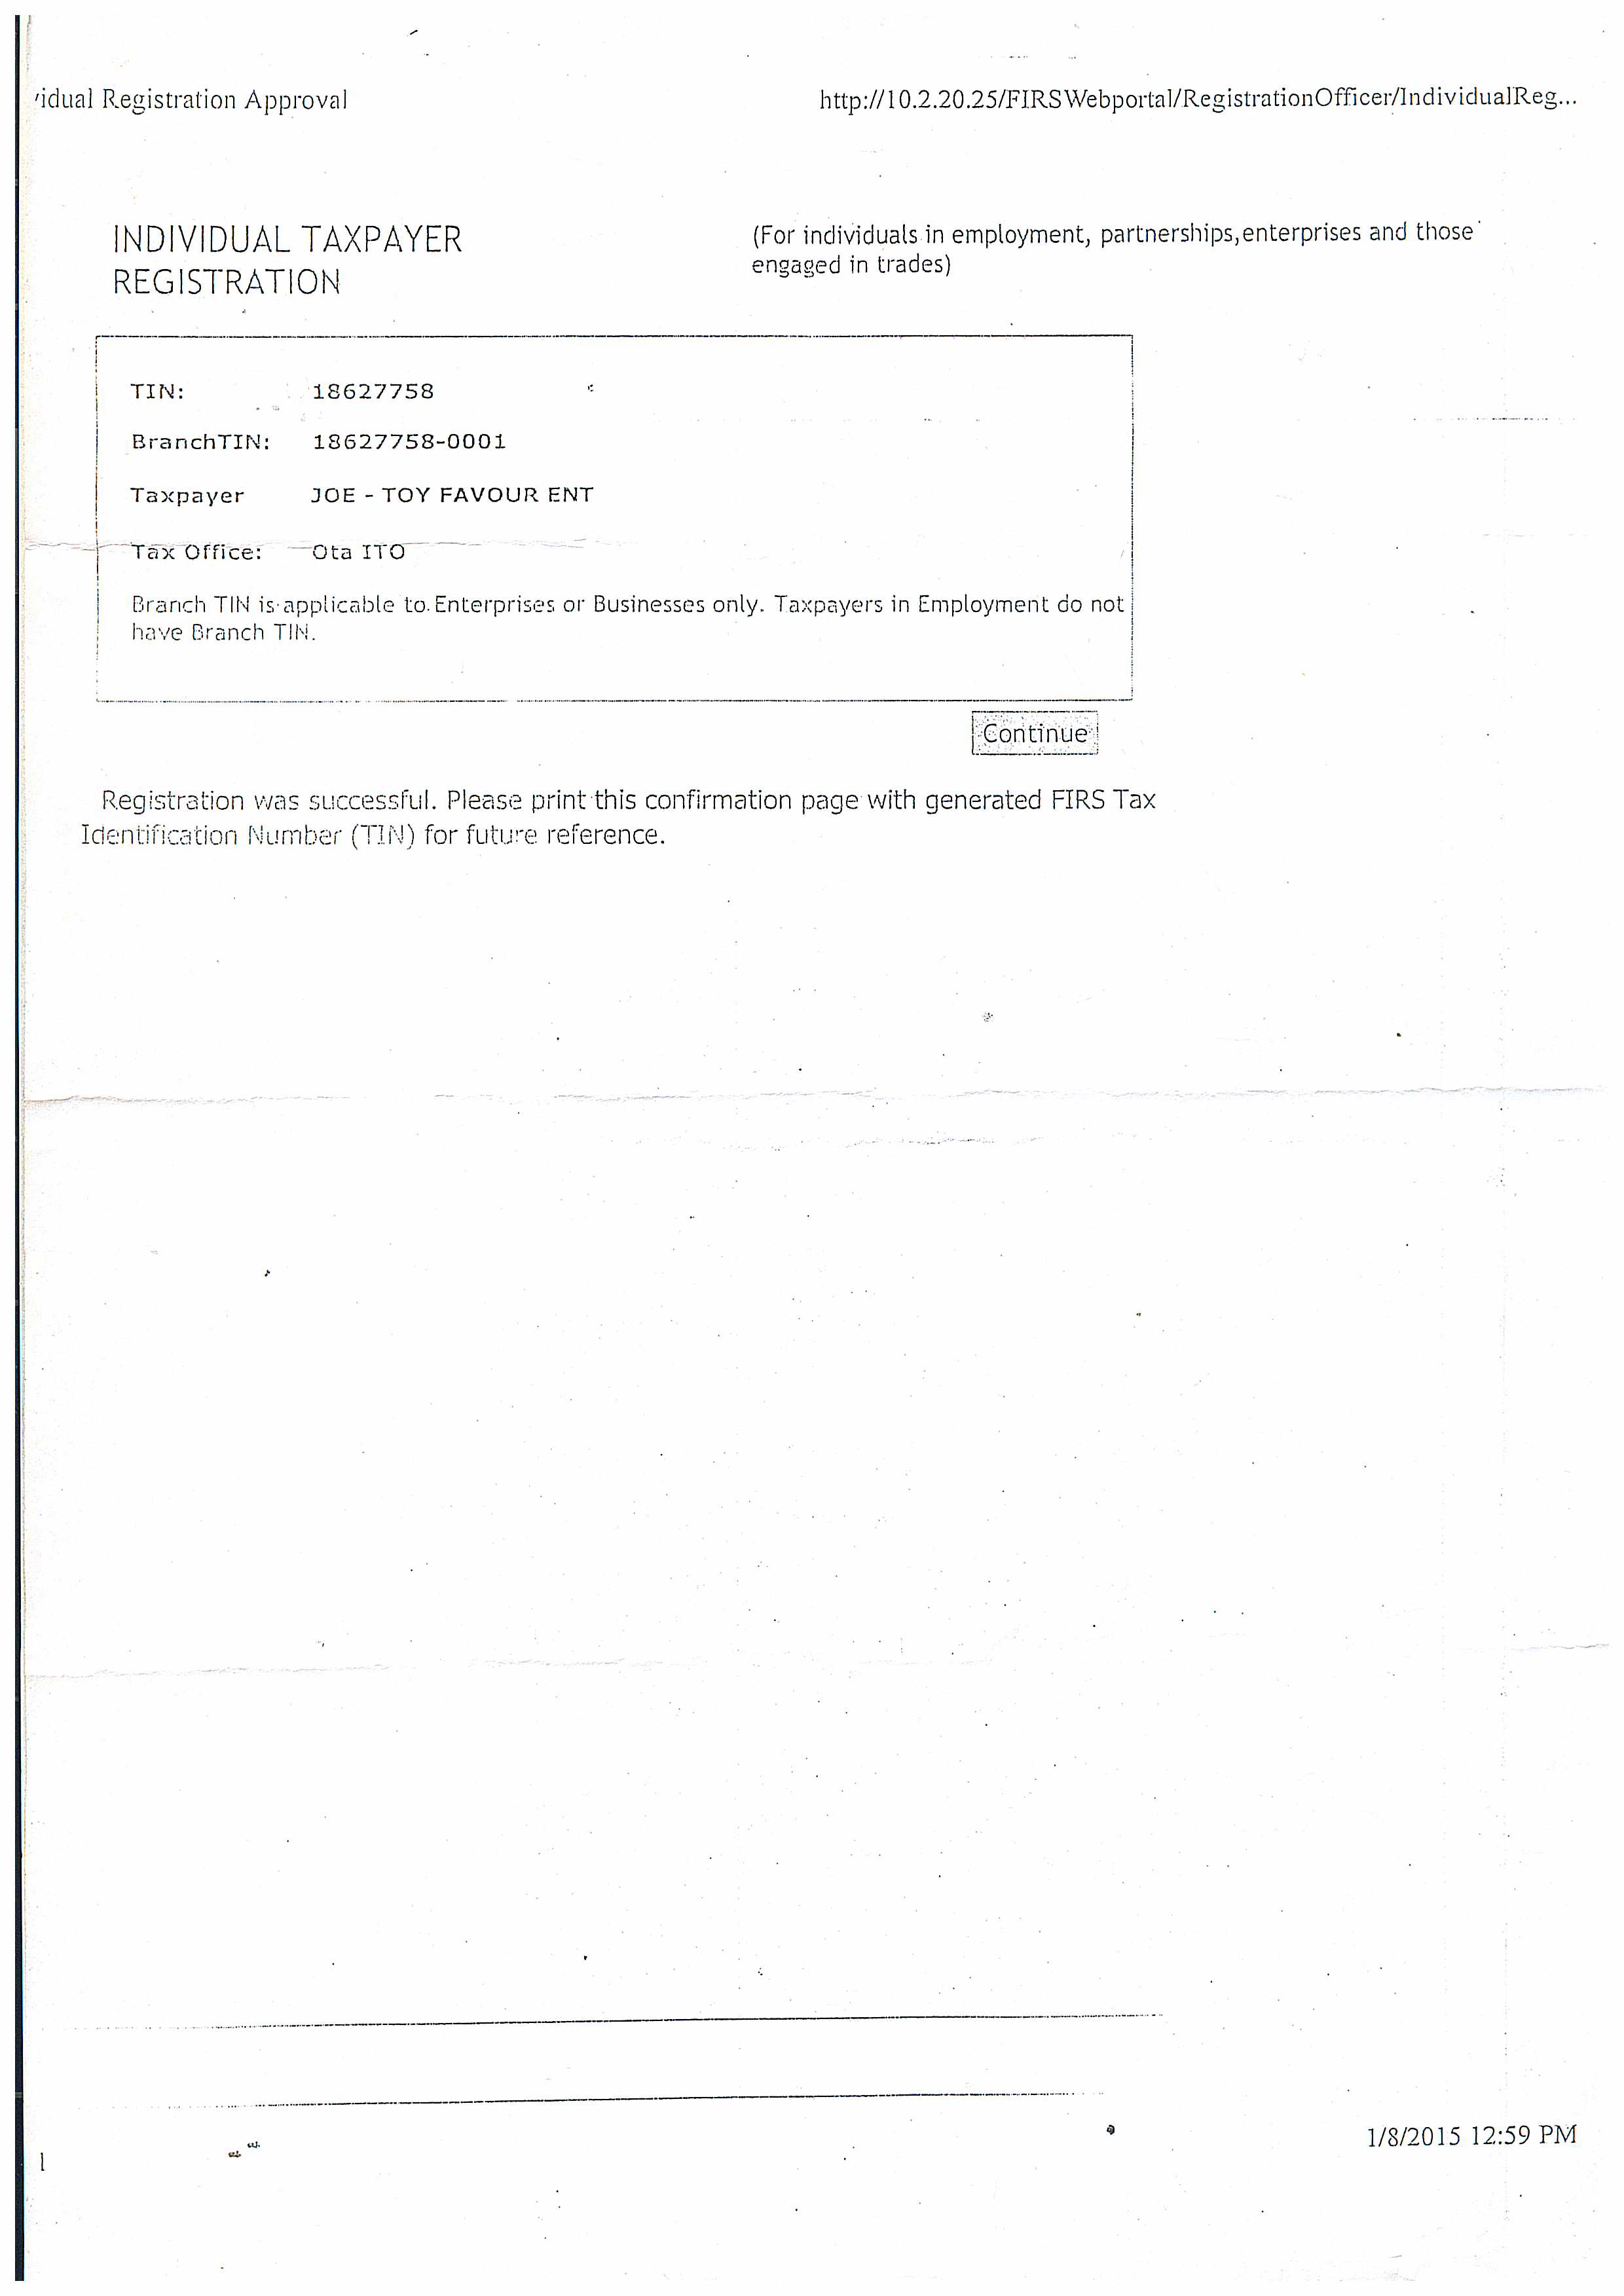 idual Registration Approval
http://10.2.20.25/FIRSWebportal/RegistrationOfficer/IndividualReg...
INDIVIDUAL TAXPAYER
REGISTRATION
(For individuals in employment, partnerships,enterprises and those
engaged in trades)
TIN: 18627758
BranchTIN: 18627758-0001
Taxpayer JOE - TOY FAVOUR ENT
Tax Office: Ota ITO
Branch TIN is applicable to Enterprises or Businesses only. Taxpayers in Employment do not
have Branch TIN.
Continue
Registration was successful. Please print this confirmation page with generated FIRS Tax
Identification Number (TIN) for future reference.
1/8/2015 12:59 PM